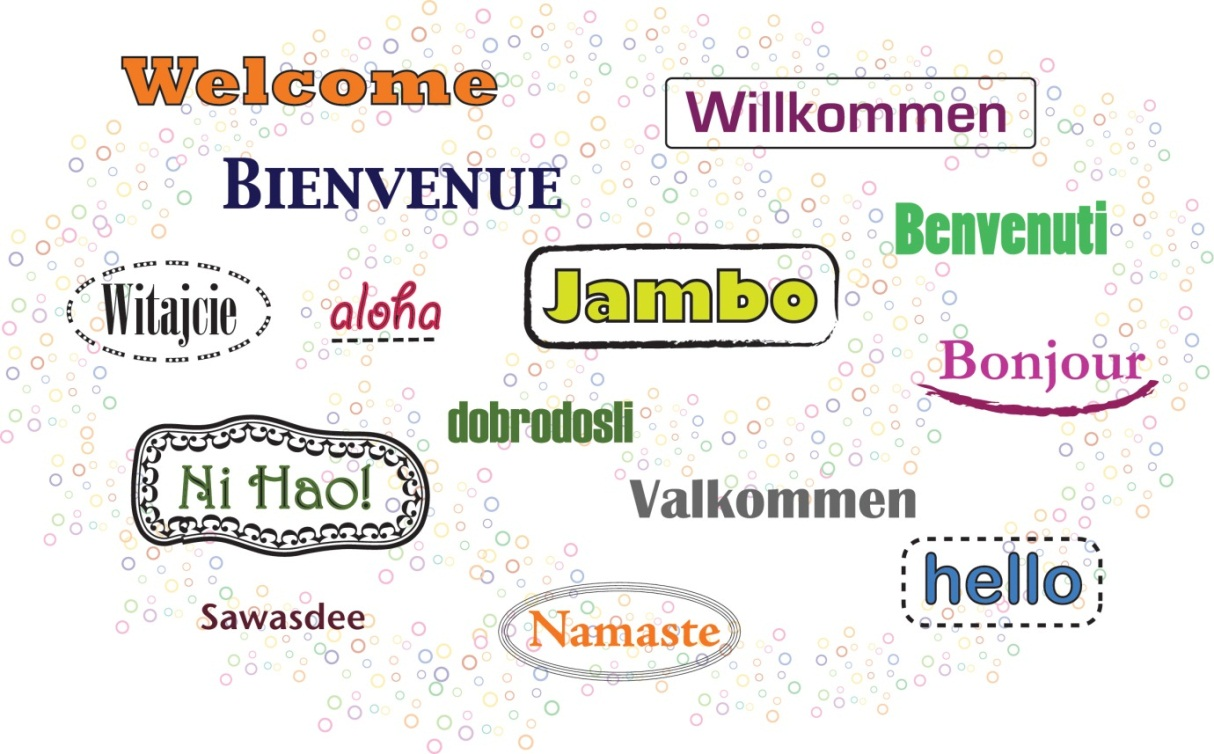 Welcome
Willkommen
BIENVENUE
Benvenuti
Witajcie
aloha
Jambo
Bonjour
dobrodosli
Ni Hao!
Valkommen
hello
Sawasdee
Namaste